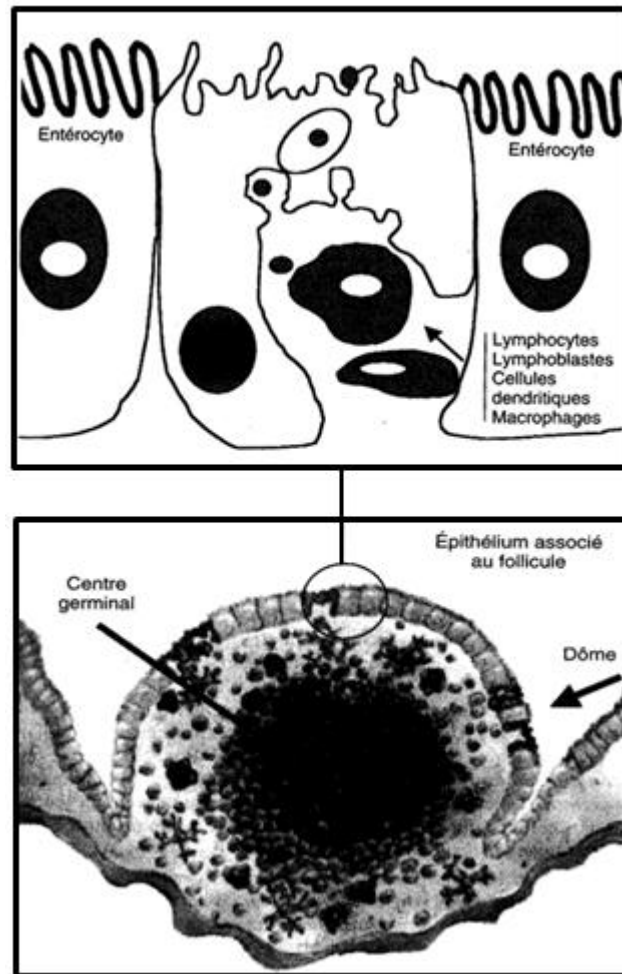 Entérocyte
Entérocyte
Lymphocytes
Lymphoblastes
Cellules
dendritiques
Macrophages
Épithélium associé
au follicule
Centre
germinal
Dôme